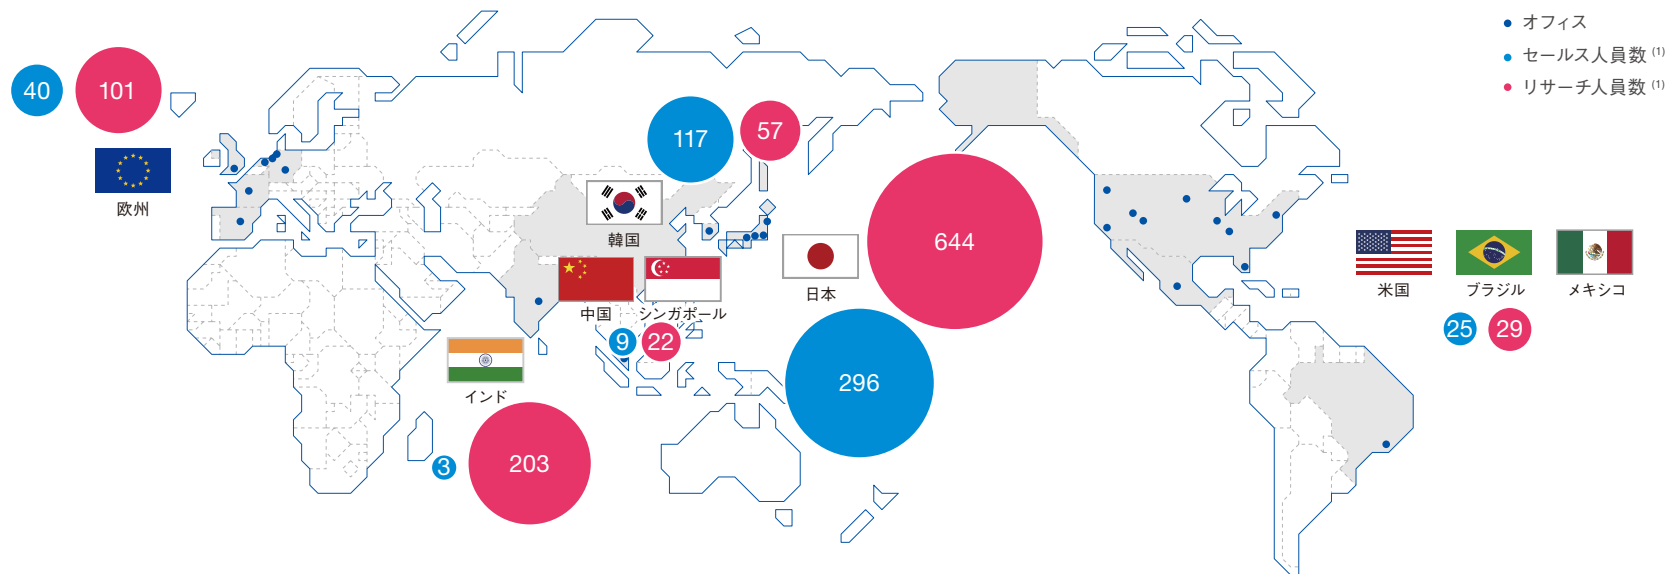 オフィス
セールス人員数 (1)
リサーチ人員数 (1)
40
101
欧州
117
57
韓国
中国
シンガポール
9
22
インド
3
203
日本
644
296
米国
ブラジル
メキシコ
25
29